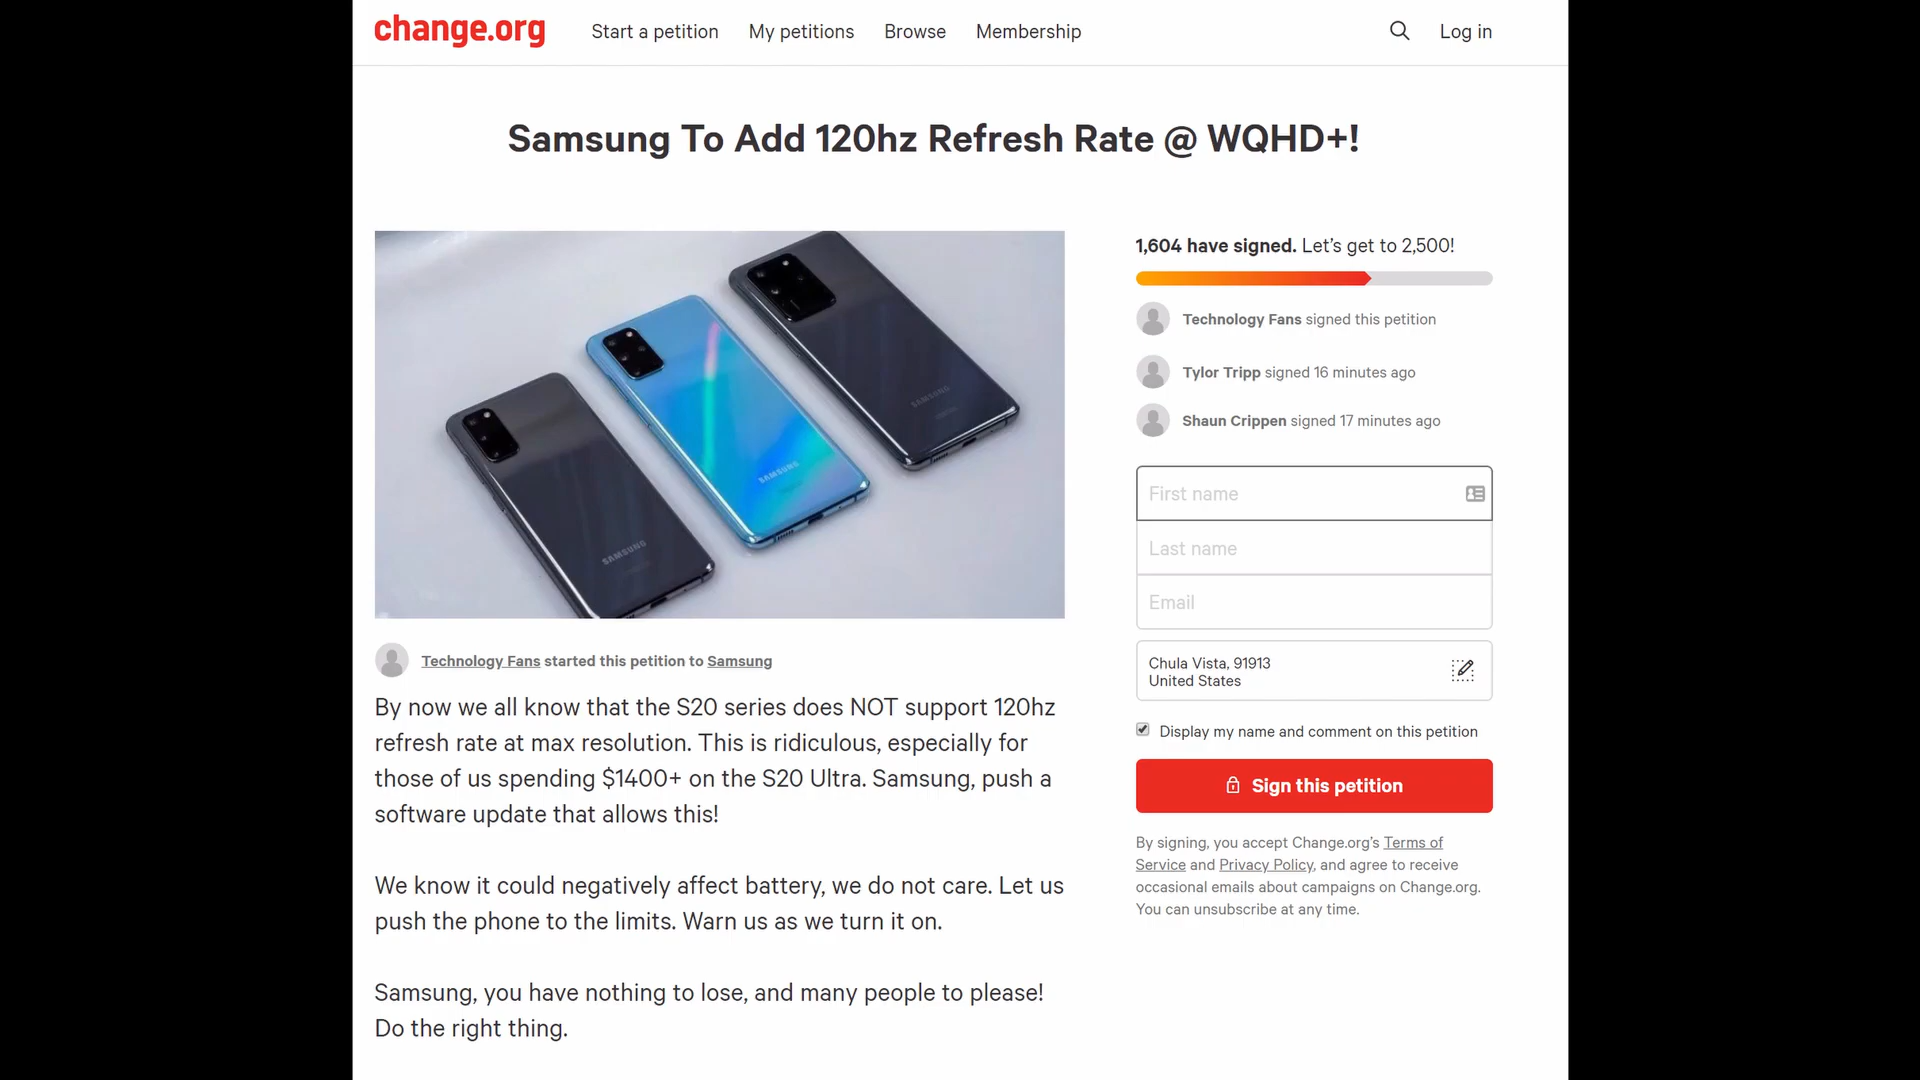 change.org
Start a petition
My petitions
Browse
Membership
Log in
Samsung To Add 120hz Refresh Rate @ WQHD+!
SAMSUNG
SAMSUNG
SAMSUNG
Technology Fans started this petition to Samsung
By now we all know that the S20 series does NOT support 120hz
refresh rate at max resolution. This is ridiculous, especially for
those of us spending $1400+ on the S20 Ultra. Samsung, push a
software update that allows this!
We know it could negatively affect battery, we do not care. Let us
push the phone to the limits. Warn us as we turn it on.
Samsung, you have nothing to lose, and many people to please!
Do the right thing.
1,604 have signed. Let’s get to 2,500!
Technology Fans signed this petition
Tylor Tripp signed 16 minutes ago
Shaun Crippen signed 17 minutes ago
First name
Last name
Email
Chula Vista, 91913
United States
Display my name and comment on this petition
Sign this petition
By signing, you accept Change.org’s Terms of
Service and Privacy Policy, and agree to receive
occasional emails about campaigns on Change.org.
You can unsubscribe at any time.